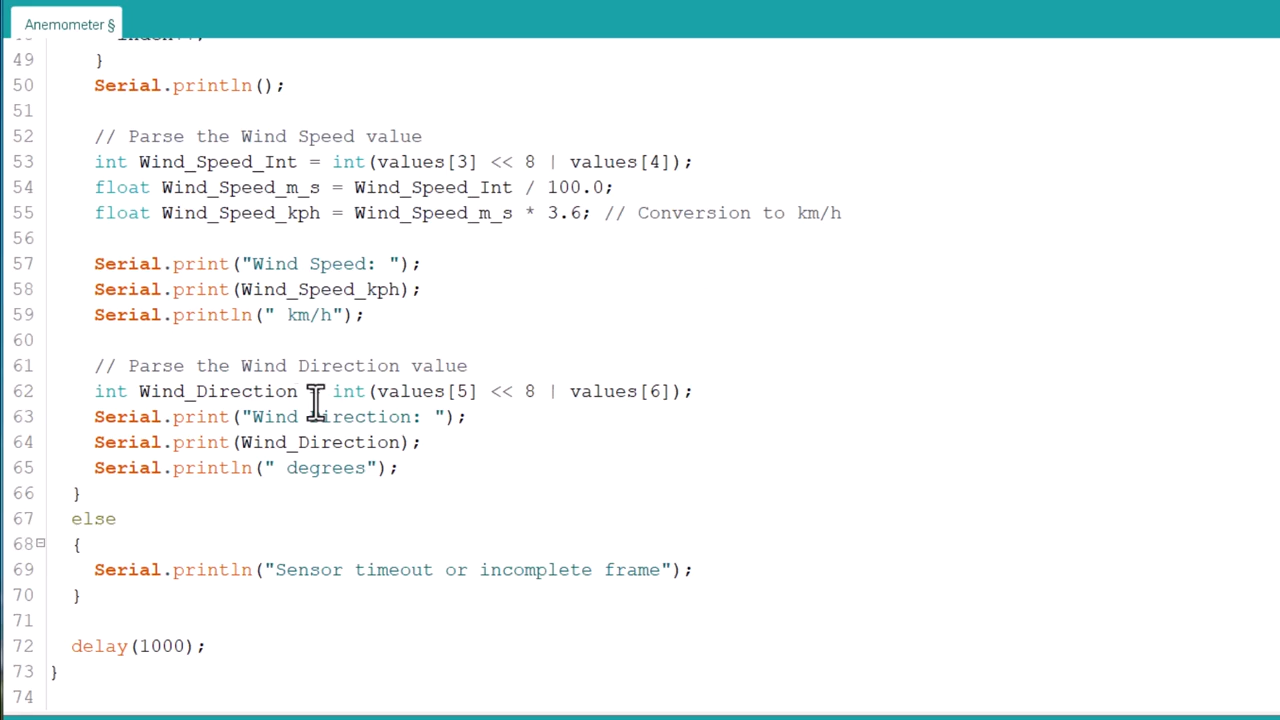 Anemometer §
49 }
50 Serial.println();
51
52 // Parse the Wind Speed value
53 int Wind_Speed_Int = int(values[3] << 8 | values[4]);
54 float Wind_Speed_m_s = Wind_Speed_Int / 100.0;
55 float Wind_Speed_kph = Wind_Speed_m_s * 3.6; // Conversion to km/h
56
57 Serial.print("Wind Speed: ");
58 Serial.print(Wind_Speed_kph);
59 Serial.println(" km/h");
60
61 // Parse the Wind Direction value
62 int Wind_Direction = int(values[5] << 8 | values[6]);
63 Serial.print("Wind Direction: ");
64 Serial.print(Wind_Direction);
65 Serial.println(" degrees");
66 }
67 else
68 {
69 Serial.println("Sensor timeout or incomplete frame");
70 }
71
72 delay(1000);
73 }
74